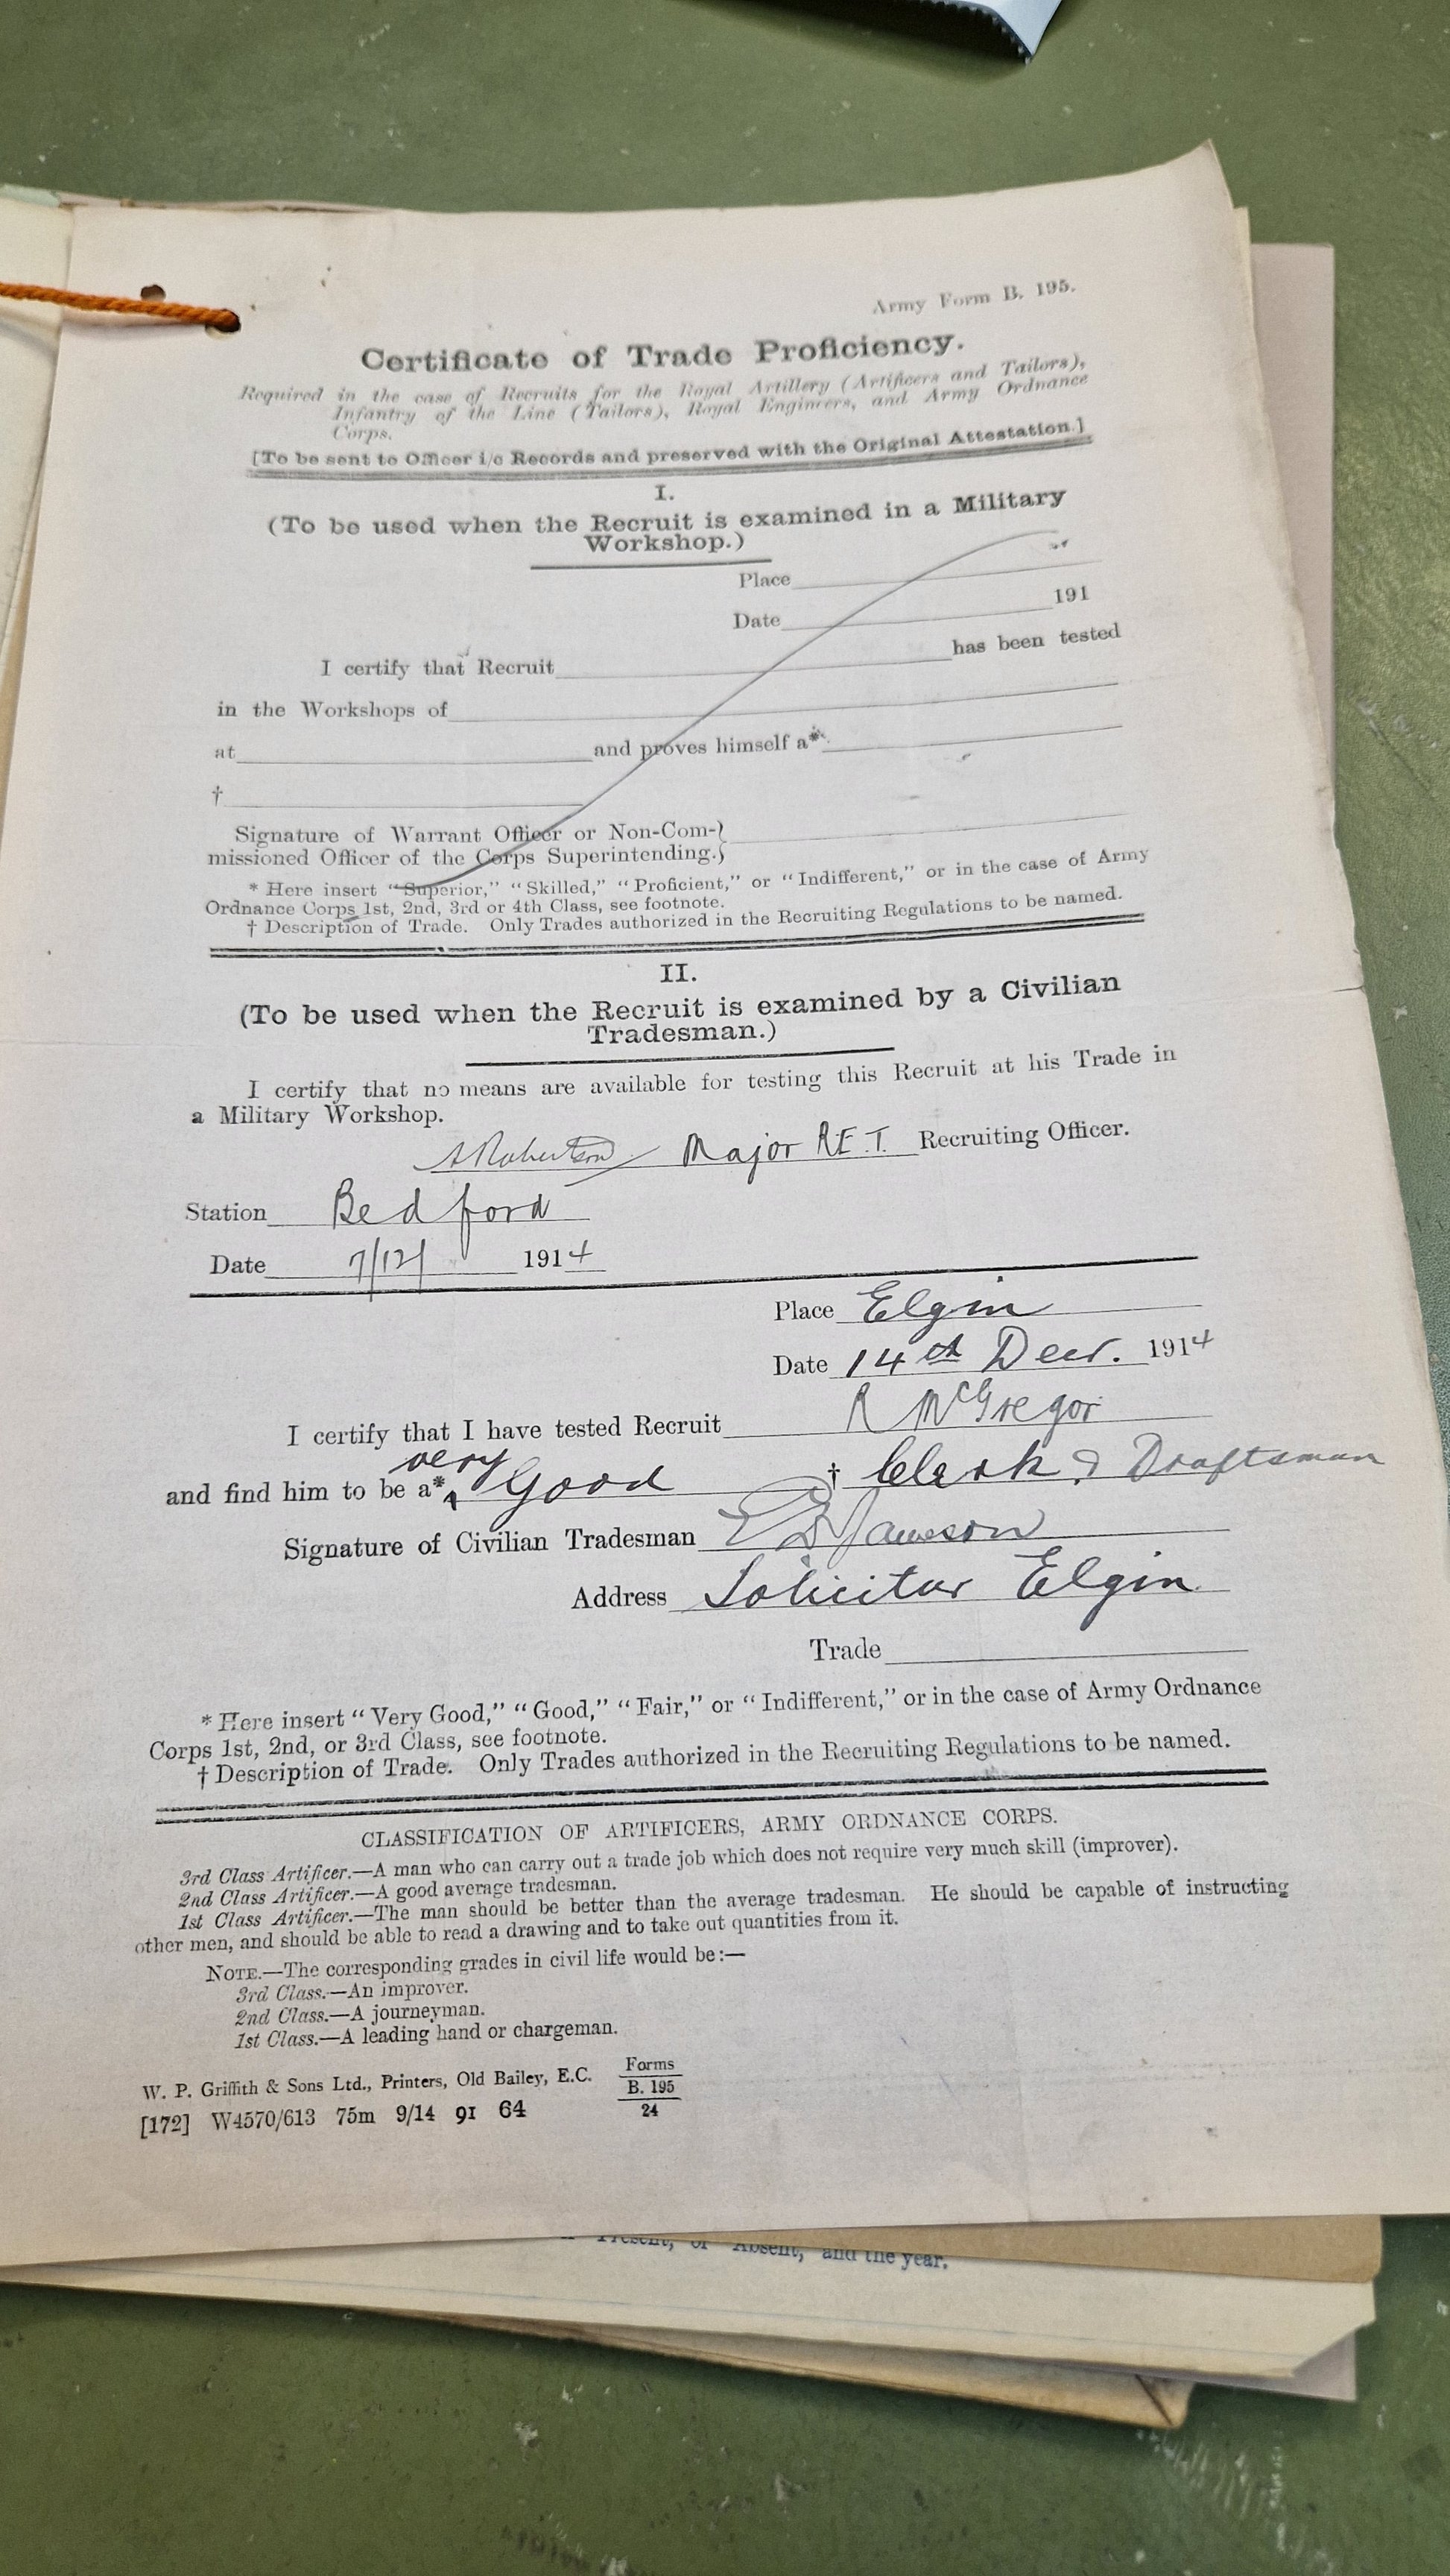 Army Form B. 195.
Certificate of Trade Proficiency.
Required in the case of Recruits for the Royal Artillery (Artificers and Tailors),
Infantry of the Line (Tailors), Royal Engineers, and Army Ordnance
Corps.
[To be sent to Officer i/c Records and preserved with the Original Attestation.]
I.
(To be used when the Recruit is examined in a Military
Workshop.)
Place
Date 191
I certify that Recruit has been tested
in the Workshops of
at and proves himself a*
†
Signature of Warrant Officer or Non-Com-}
missioned Officer of the Corps Superintending.}
* Here insert "Superior," "Skilled," "Proficient," or "Indifferent," or in the case of Army
Ordnance Corps 1st, 2nd, 3rd or 4th Class, see footnote.
† Description of Trade. Only Trades authorized in the Recruiting Regulations to be named.
II.
(To be used when the Recruit is examined by a Civilian
Tradesman.)
I certify that no means are available for testing this Recruit at his Trade in
a Military Workshop.
A Robertson Major R.E.T. Recruiting Officer.
Station Bedford
Date 7/12/ 1914
Place Elgin
Date 14th Decr. 1914
I certify that I have tested Recruit R McGregor
very
and find him to be a* Good † Clerk & Draftsman
Signature of Civilian Tradesman E D Jameson
Address Solicitor Elgin
Trade
* Here insert "Very Good," "Good," "Fair," or "Indifferent," or in the case of Army Ordnance
Corps 1st, 2nd, or 3rd Class, see footnote.
† Description of Trade. Only Trades authorized in the Recruiting Regulations to be named.
CLASSIFICATION OF ARTIFICERS, ARMY ORDNANCE CORPS.
3rd Class Artificer.—A man who can carry out a trade job which does not require very much skill (improver).
2nd Class Artificer.—A good average tradesman.
1st Class Artificer.—The man should be better than the average tradesman. He should be capable of instructing
other men, and should be able to read a drawing and to take out quantities from it.
NOTE.—The corresponding grades in civil life would be:—
3rd Class.—An improver.
2nd Class.—A journeyman.
1st Class.—A leading hand or chargeman.
W. P. Griffith & Sons Ltd., Printers, Old Bailey, E.C.
Forms
B. 195
24
[172] W4570/613 75m 9/14 91 64
Present, or Absent, and the year.